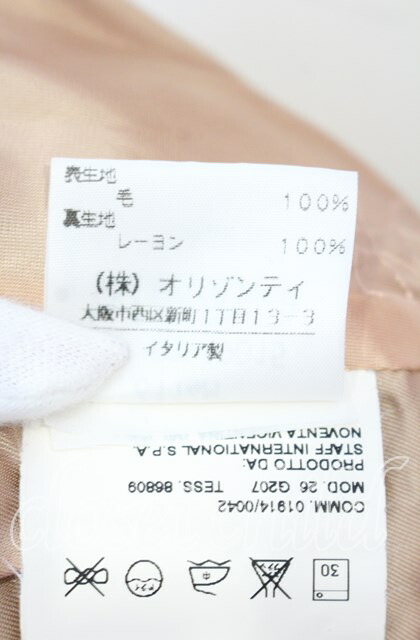 表生地
毛 100%
裏生地
レーヨン 100%
(株) オリゾンティ
大阪市西区新町1丁目13-3
イタリア製
COMM. 01914/0042
MOD. 26 G207 TESS. 86809
PRODOTTO DA:
STAFF INTERNATIONAL S.P.A.
NOVENTA VICENTINA
30